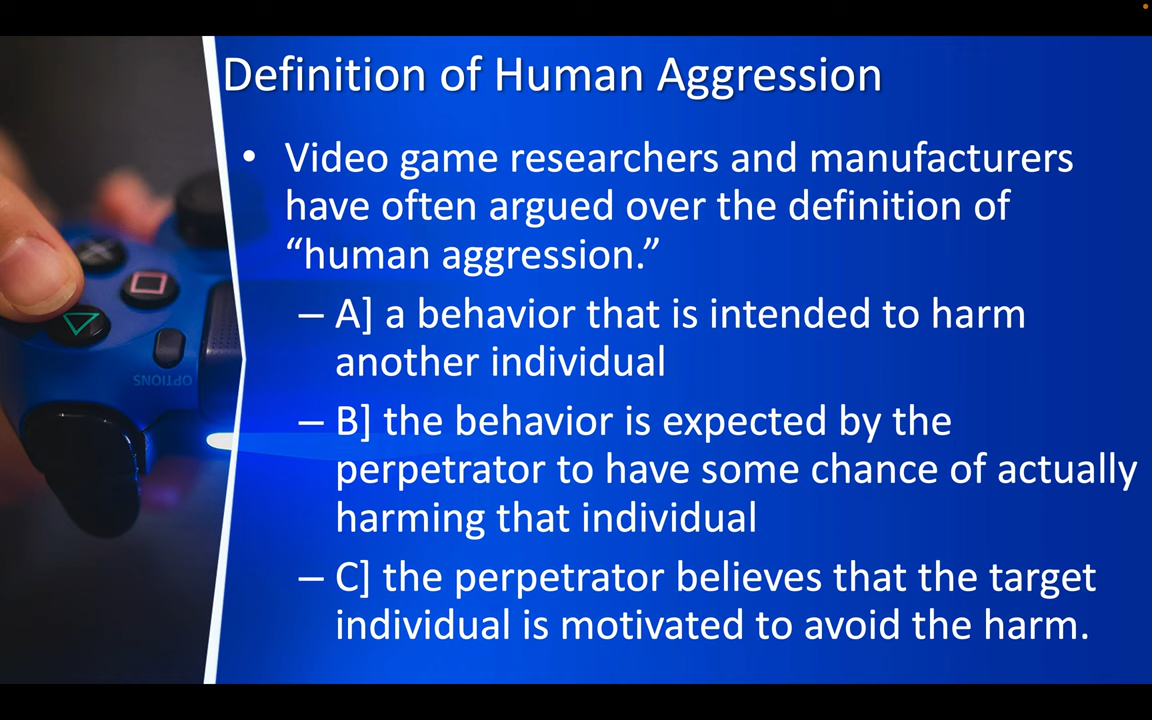 Definition of Human Aggression
• Video game researchers and manufacturers
have often argued over the definition of
“human aggression.”
– A] a behavior that is intended to harm
another individual
– B] the behavior is expected by the
perpetrator to have some chance of actually
harming that individual
– C] the perpetrator believes that the target
individual is motivated to avoid the harm.
OPTIONS